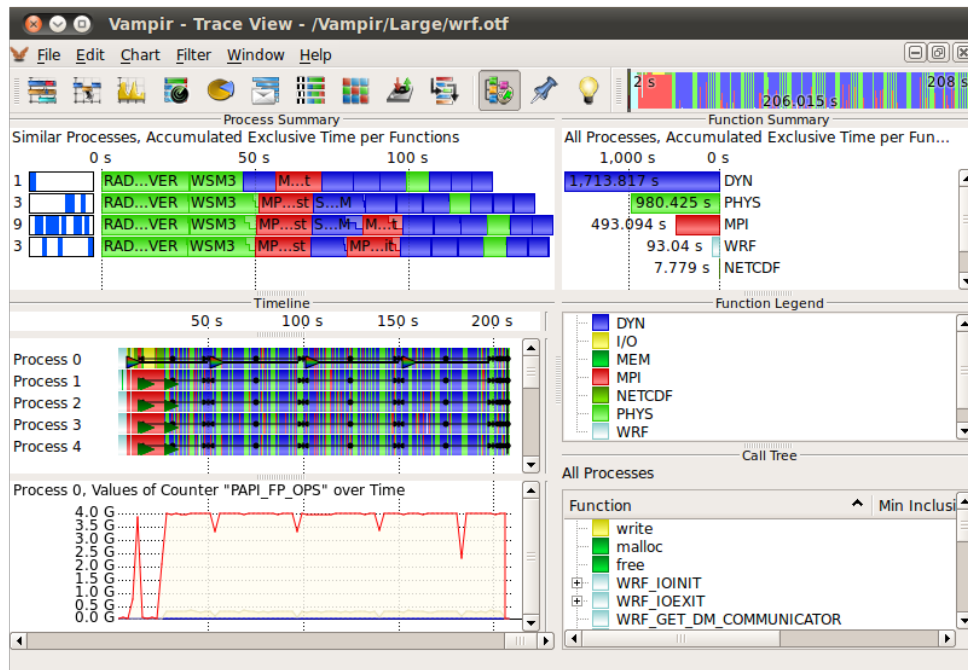 Vampir - Trace View - /Vampir/Large/wrf.otf
File Edit Chart Filter Window Help
2 s 208 s
206.015 s
Process Summary
Similar Processes, Accumulated Exclusive Time per Functions
0 s 50 s 100 s
1 RAD...VER WSM3 M...t
3 RAD...VER WSM3 MP...st S...M
9 RAD...VER WSM3 MP...st S...M M...t
3 RAD...VER WSM3 MP...st MP...it
Function Summary
All Processes, Accumulated Exclusive Time per Fun...
1,000 s 0 s
1,713.817 s DYN
980.425 s PHYS
493.094 s MPI
93.04 s WRF
7.779 s NETCDF
Timeline
50 s 100 s 150 s 200 s
Process 0
Process 1
Process 2
Process 3
Process 4
Function Legend
DYN
I/O
MEM
MPI
NETCDF
PHYS
WRF
Process 0, Values of Counter "PAPI_FP_OPS" over Time
4.0 G
3.5 G
3.0 G
2.5 G
2.0 G
1.5 G
1.0 G
0.5 G
0.0 G
Call Tree
All Processes
Function Min Inclusi
write
malloc
free
WRF_IOINIT
WRF_IOEXIT
WRF_GET_DM_COMMUNICATOR